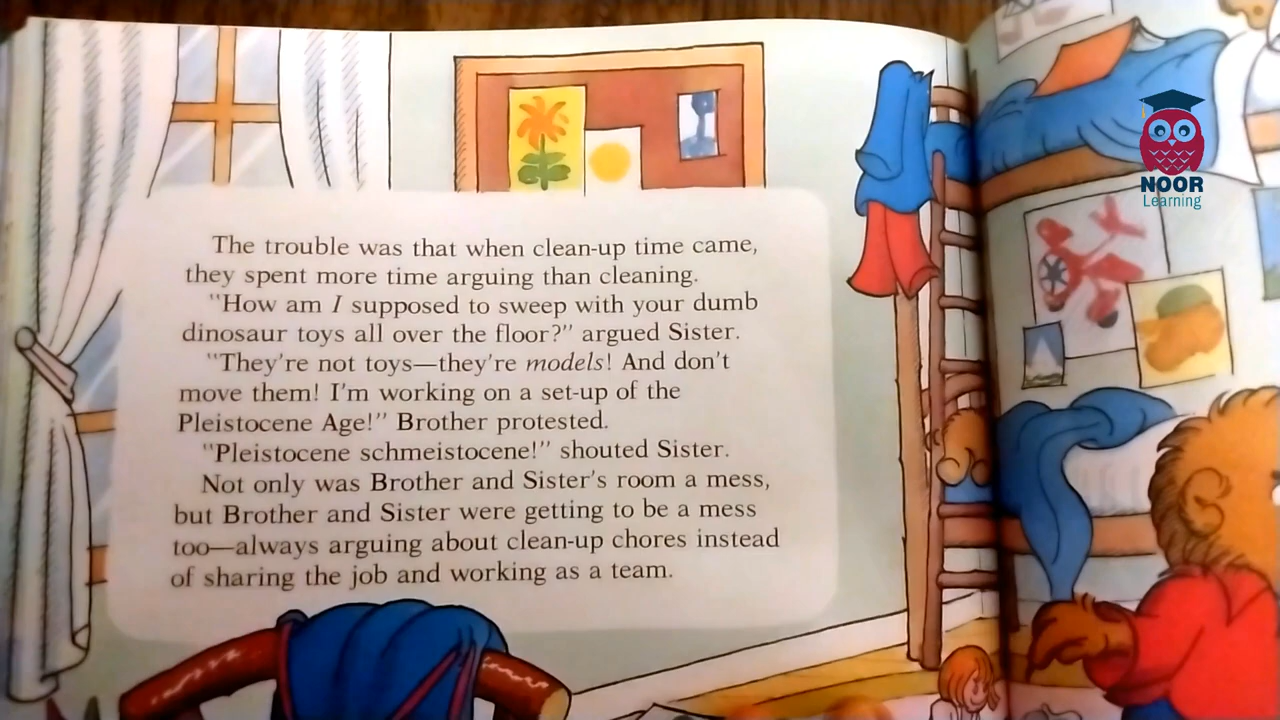 The trouble was that when clean-up time came,
they spent more time arguing than cleaning.
"How am I supposed to sweep with your dumb
dinosaur toys all over the floor?" argued Sister.
"They're not toys—they're models! And don't
move them! I'm working on a set-up of the
Pleistocene Age!" Brother protested.
"Pleistocene schmeistocene!" shouted Sister.
Not only was Brother and Sister's room a mess,
but Brother and Sister were getting to be a mess
too—always arguing about clean-up chores instead
of sharing the job and working as a team.
NOOR
Learning